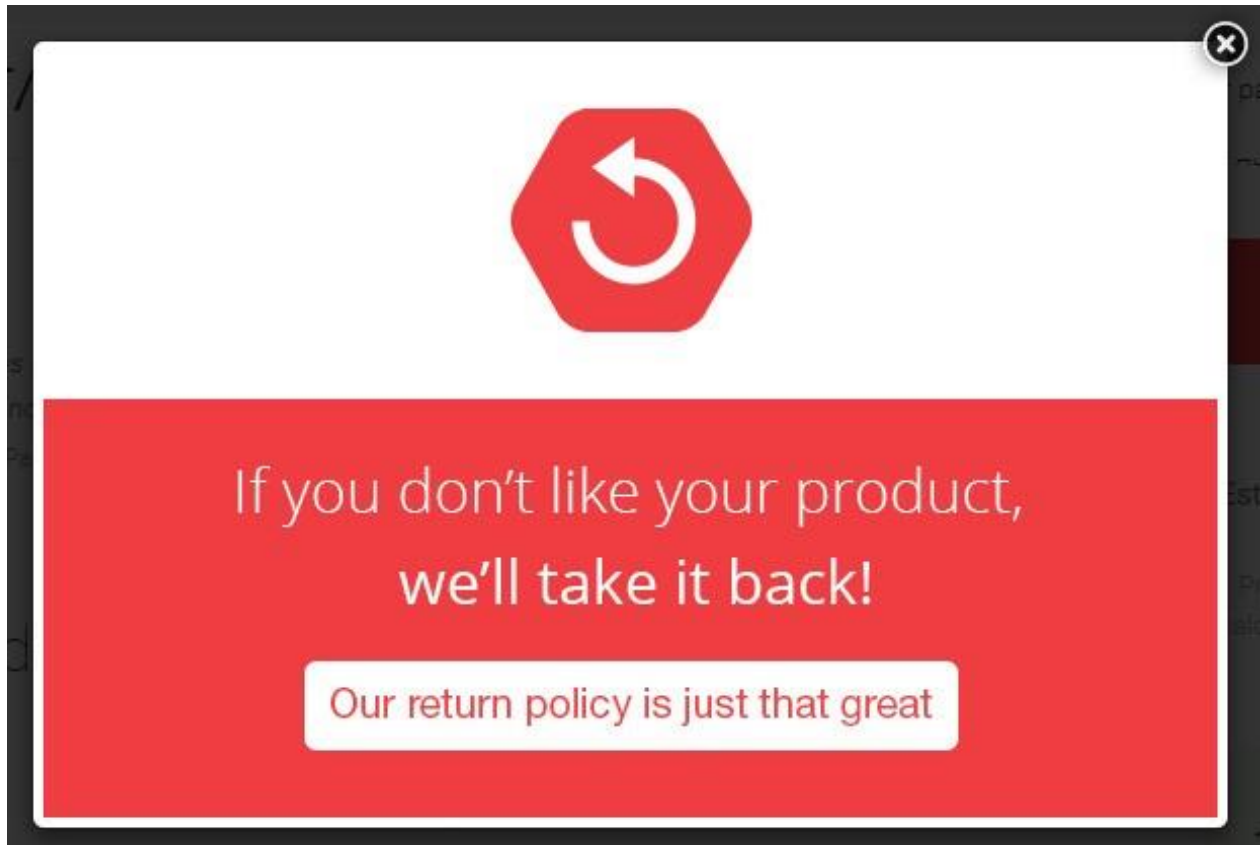 If you don't like your product,
we'll take it back!
Our return policy is just that great